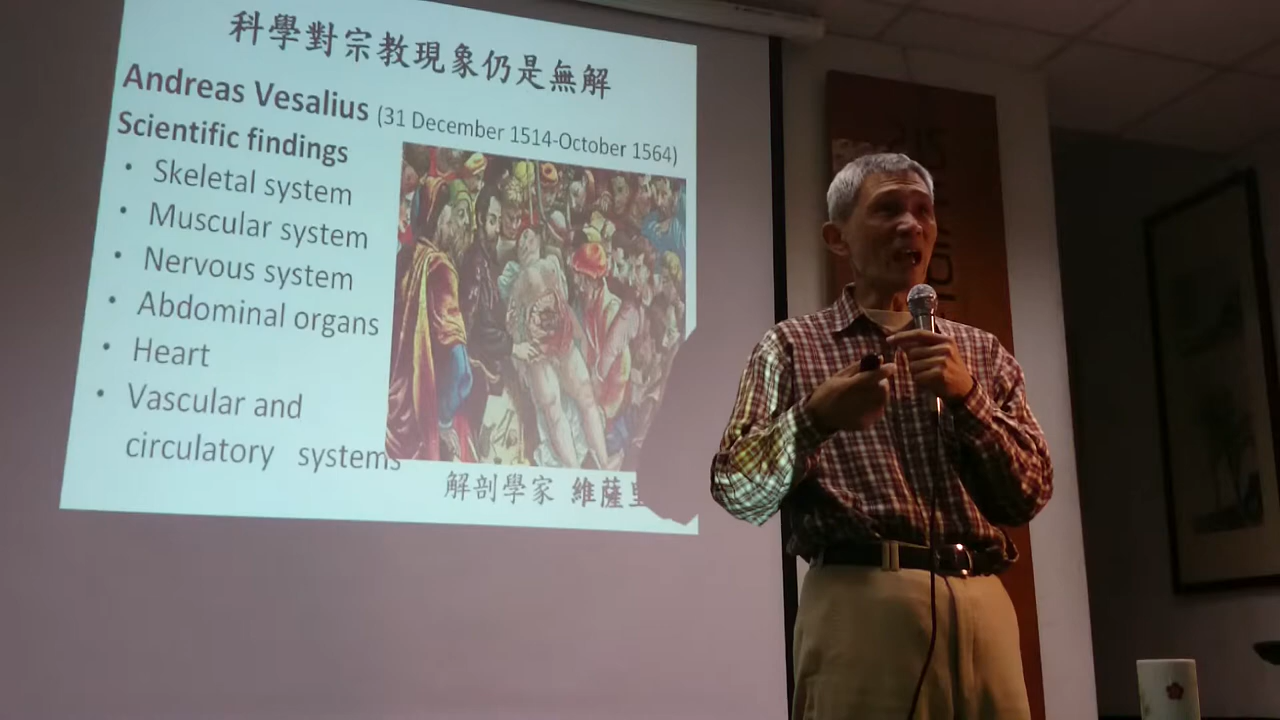 科學對宗教現象仍是無解
Andreas Vesalius (31 December 1514-October 1564)
Scientific findings
• Skeletal system
• Muscular system
• Nervous system
• Abdominal organs
• Heart
• Vascular and
circulatory systems
解剖學家 維薩里